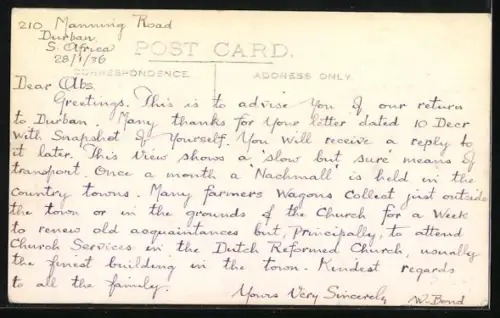 210 Manning Road
Durban
S. Africa
28/1/36
POST CARD.
CORRESPONDENCE
ADDRESS ONLY.
Dear Abs.
Greetings. This is to advise you of our return
to Durban. Many thanks for your letter dated 10 Decr
with Snapshot of Yourself. You will receive a reply to
it later. This view shows a 'slow but sure' means of
transport. Once a month a 'Nachmall' is held in the
country towns. Many farmers Wagons collect just outside
the town or in the grounds of the Church for a Week
to renew old acquaintances but, principally, to attend
Church Services in the Dutch Reformed Church, usually
the finest building in the town. Kindest regards
to all the family.
Yours Very Sincerely
W. Bond